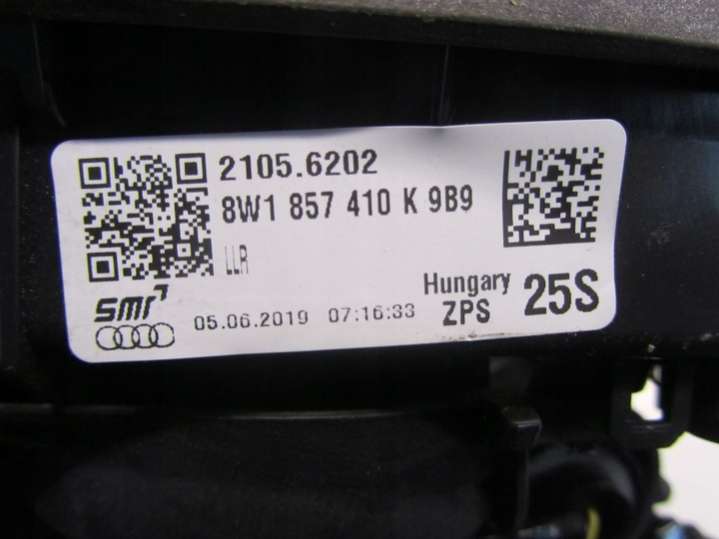 2105.6202
8W1 857 410 K 9B9
LLR
smr
Hungary
ZPS
25S
05.06.2019 07:16:33